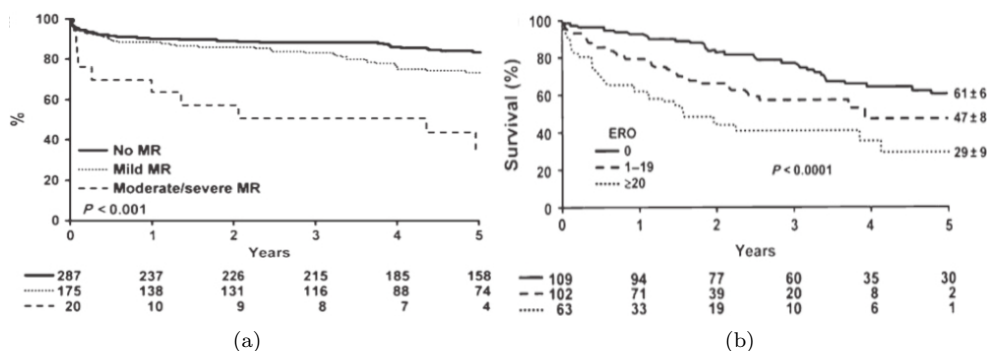 100
80
60
40
20
0
%
No MR
Mild MR
Moderate/severe MR
P < 0.001
0 1 2 3 4 5
Years
287 237 226 215 185 158
175 138 131 116 88 74
20 10 9 8 7 4
(a)
100
80
60
40
20
0
Survival (%)
61 ± 6
47 ± 8
29 ± 9
ERO
0
1–19
≥20
P < 0.0001
0 1 2 3 4 5
Years
109 94 77 60 35 30
102 71 39 20 8 2
63 33 19 10 6 1
(b)